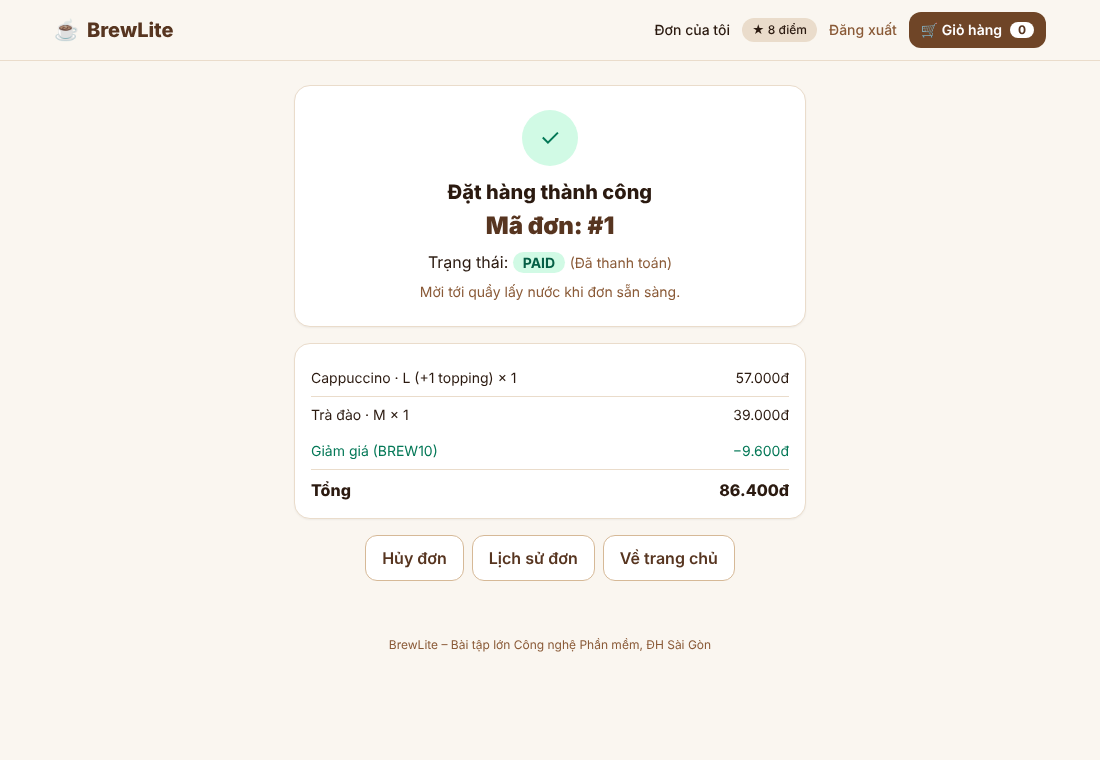 ☕ BrewLite
Đơn của tôi ★ 8 điểm Đăng xuất 🛒 Giỏ hàng 0
Đặt hàng thành công
Mã đơn: #1
Trạng thái: PAID (Đã thanh toán)
Mời tới quầy lấy nước khi đơn sẵn sàng.
Cappuccino · L (+1 topping) × 1 57.000đ
Trà đào · M × 1 39.000đ
Giảm giá (BREW10) −9.600đ
Tổng 86.400đ
Hủy đơn Lịch sử đơn Về trang chủ
BrewLite – Bài tập lớn Công nghệ Phần mềm, ĐH Sài Gòn